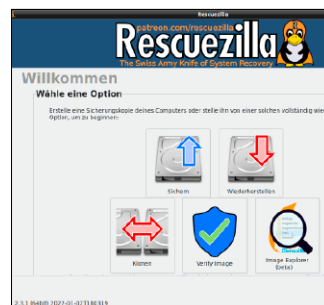 Rescuezilla
patreon.com/rescuezilla
Rescuezilla
The Swiss Army Knife of System Recovery
Willkommen
Wähle eine Option
Erstelle eine Sicherungskopie deines Computers oder stelle ihn von einer solchen vollständig wie
Option, um zu beginnen:
Sichern
Wiederherstellen
Klonen
Verify Image
Image Explorer
(beta)